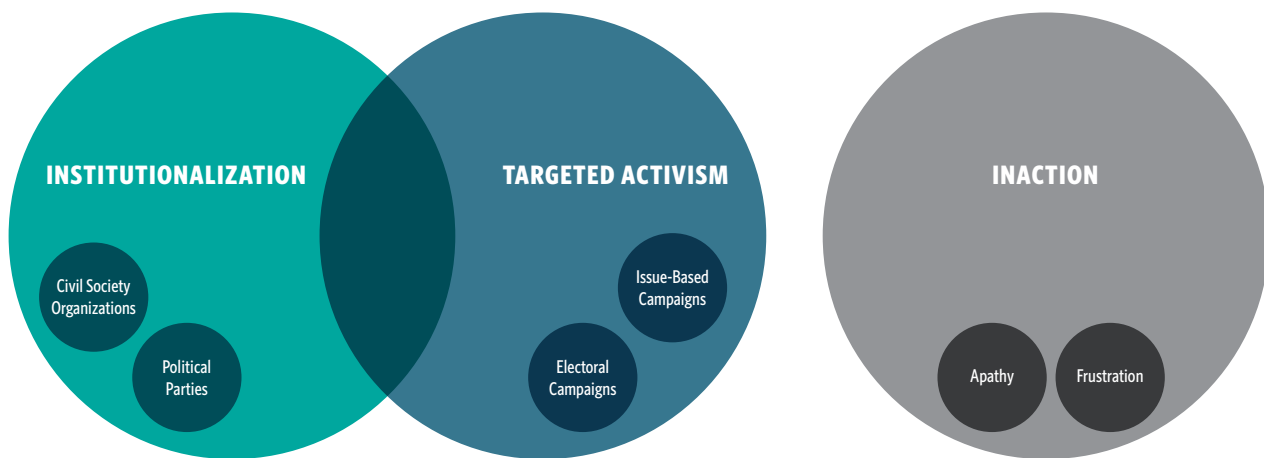 INSTITUTIONALIZATION
TARGETED ACTIVISM
INACTION
Civil Society
Organizations
Political
Parties
Issue-Based
Campaigns
Electoral
Campaigns
Apathy
Frustration